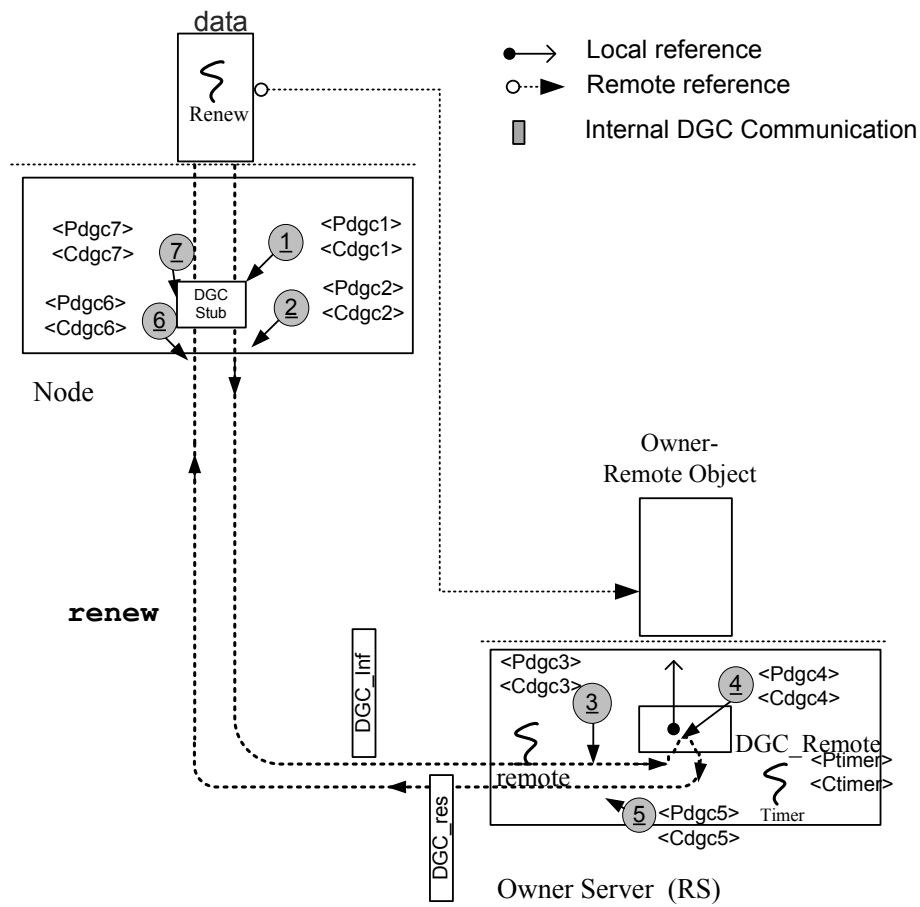 data
Renew
Local reference
Remote reference
Internal DGC Communication
<Pdgc7>
<Cdgc7>
7
1
<Pdgc1>
<Cdgc1>
<Pdgc6>
<Cdgc6>
6
DGC
Stub
2
<Pdgc2>
<Cdgc2>
Node
Owner-
Remote Object
renew
DGC_Inf
<Pdgc3>
<Cdgc3>
3
4
<Pdgc4>
<Cdgc4>
remote
DGC_Remote
<Ptimer>
<Ctimer>
Timer
DGC_res
5
<Pdgc5>
<Cdgc5>
Owner Server (RS)